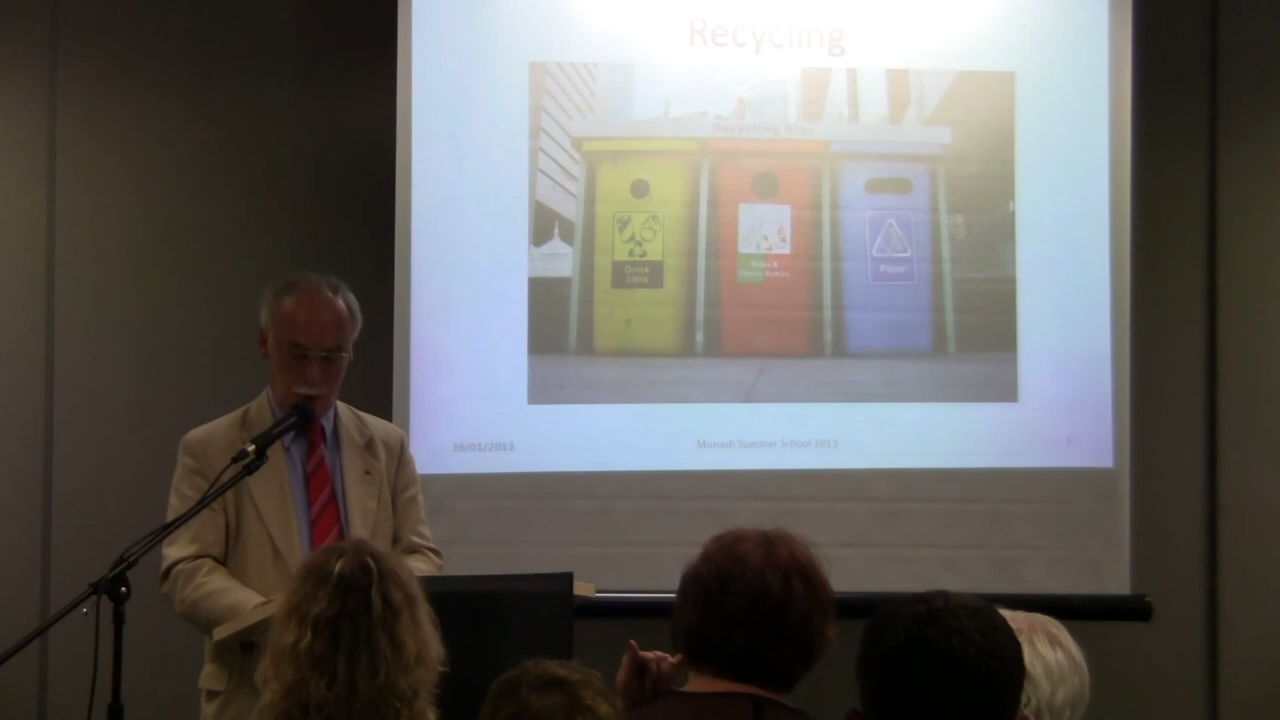 Recycling
Recycling Bins
Drink
cans
Paper
16/01/2013
Monash Summer School 2013